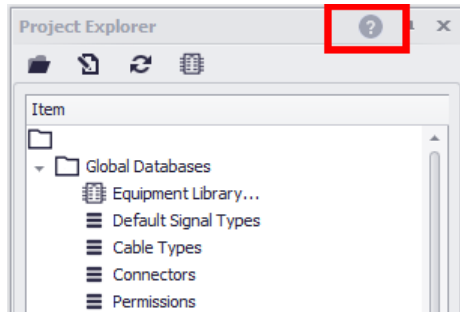 Project Explorer
Item
Global Databases
Equipment Library...
Default Signal Types
Cable Types
Connectors
Permissions